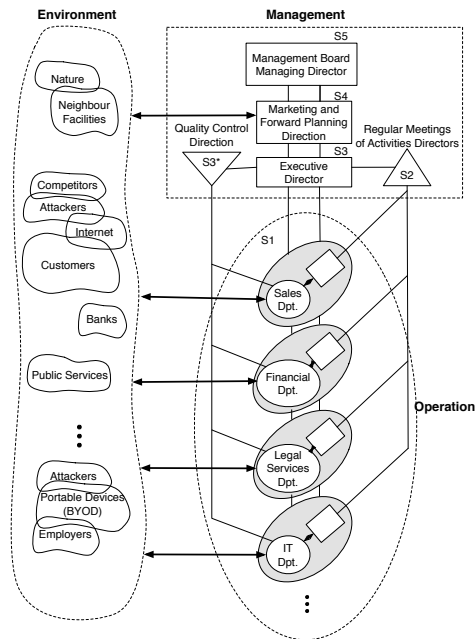 Environment
Management
S5
Management Board
Managing Director
Nature
Neighbour
Facilities
S4
Marketing and
and Forward Planning
Direction
Quality Control
Direction
Regular Meetings
of Activities Directors
S3
S3*
Executive
Director
S2
Competitors
Attackers
Internet
Customers
S1
Sales
Dpt.
Banks
Public Services
Financial
Dpt.
Operation
Legal
Services
Dpt.
Attackers
Portable Devices
(BYOD)
Employers
IT
Dpt.